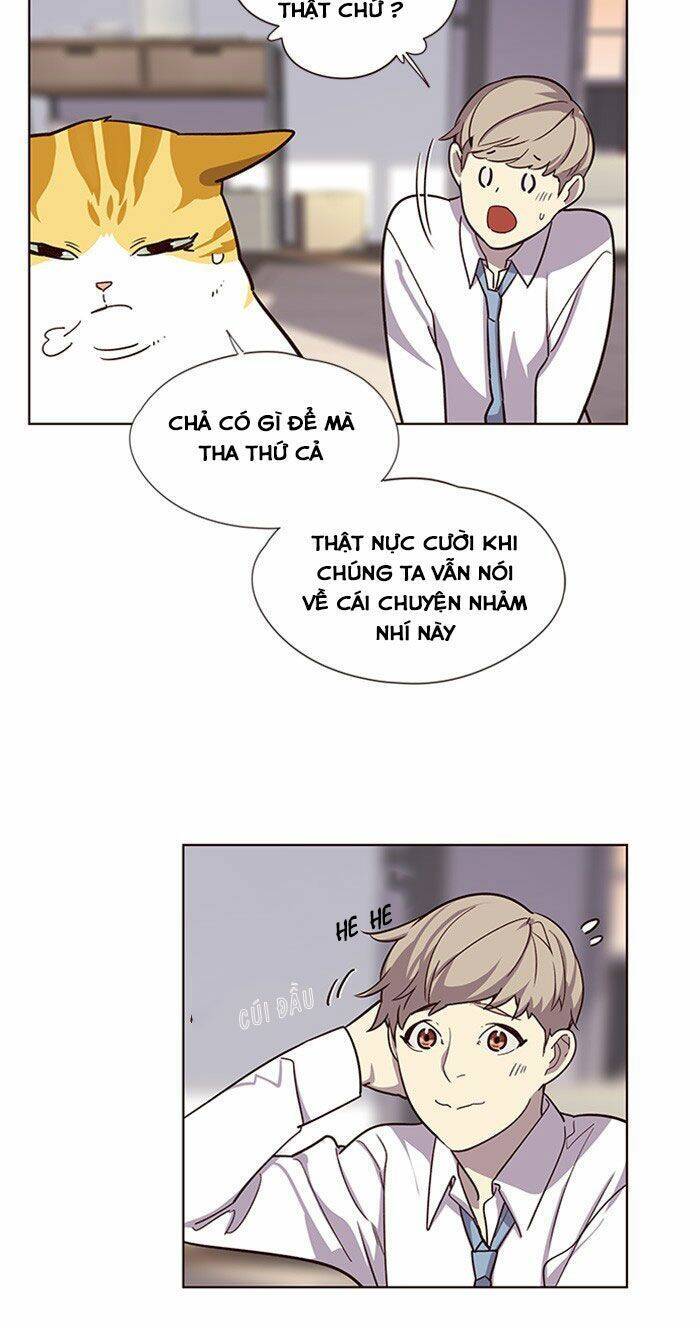 THẬT CHỨ ?
CHẢ CÓ GÌ ĐỂ MÀ
THA THỨ CẢ
THẬT NỰC CƯỜI KHI
CHÚNG TA VẪN NÓI
VỀ CÁI CHUYỆN NHẢM
NHÍ NÀY
HE HE
CÚI ĐẦU